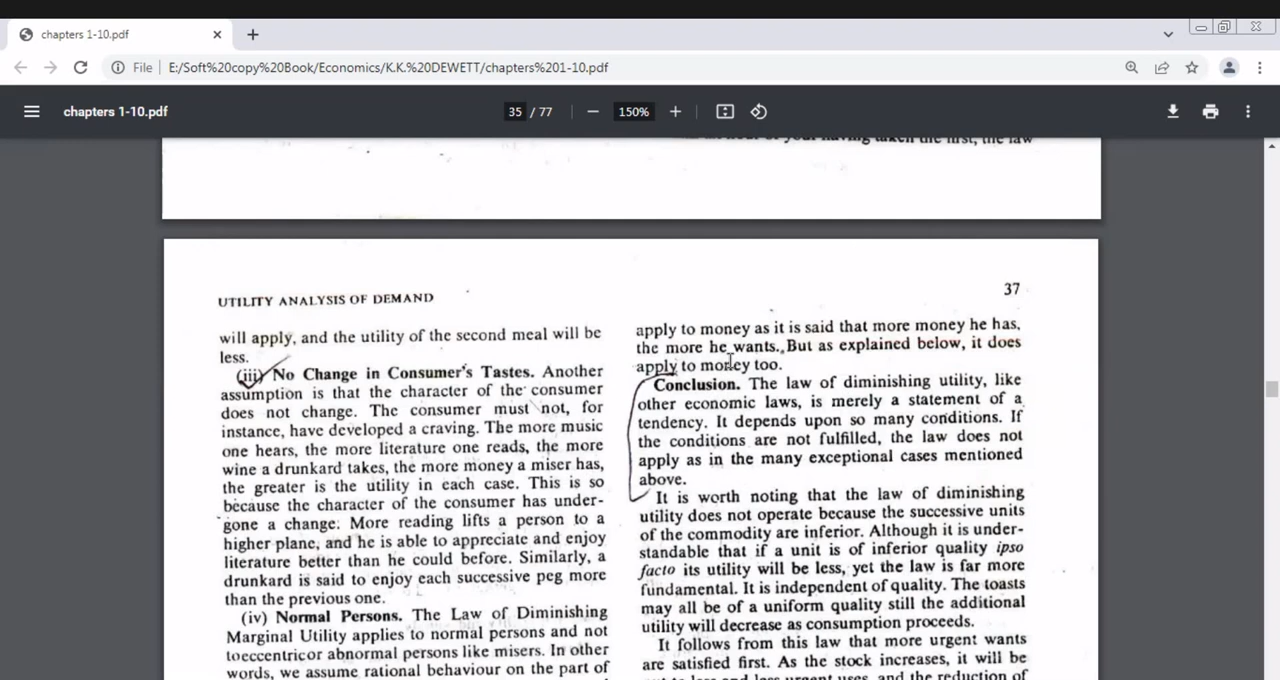 chapters 1-10.pdf
File | E:/Soft%20copy%20Book/Economics/K.K.%20DEWETT/chapters%201-10.pdf
chapters 1-10.pdf
35 / 77
150%
having taken the first, the law
UTILITY ANALYSIS OF DEMAND
37
will apply, and the utility of the second meal will be
less.
(iii) No Change in Consumer's Tastes. Another
assumption is that the character of the consumer
does not change. The consumer must not, for
instance, have developed a craving. The more music
one hears, the more literature one reads, the more
wine a drunkard takes, the more money a miser has,
the greater is the utility in each case. This is so
because the character of the consumer has under-
gone a change. More reading lifts a person to a
higher plane, and he is able to appreciate and enjoy
literature better than he could before. Similarly, a
drunkard is said to enjoy each successive peg more
than the previous one.
(iv) Normal Persons. The Law of Diminishing
Marginal Utility applies to normal persons and not
toeccentricor abnormal persons like misers. In other
words, we assume rational behaviour on the part of
apply to money as it is said that more money he has,
the more he wants. But as explained below, it does
apply to money too.
Conclusion. The law of diminishing utility, like
other economic laws, is merely a statement of a
tendency. It depends upon so many conditions. If
the conditions are not fulfilled, the law does not
apply as in the many exceptional cases mentioned
above.
It is worth noting that the law of diminishing
utility does not operate because the successive units
of the commodity are inferior. Although it is under-
standable that if a unit is of inferior quality ipso
facto its utility will be less, yet the law is far more
fundamental. It is independent of quality. The toasts
may all be of a uniform quality still the additional
utility will decrease as consumption proceeds.
It follows from this law that more urgent wants
are satisfied first. As the stock increases, it will be
put to less and less urgent uses, and the reduction of